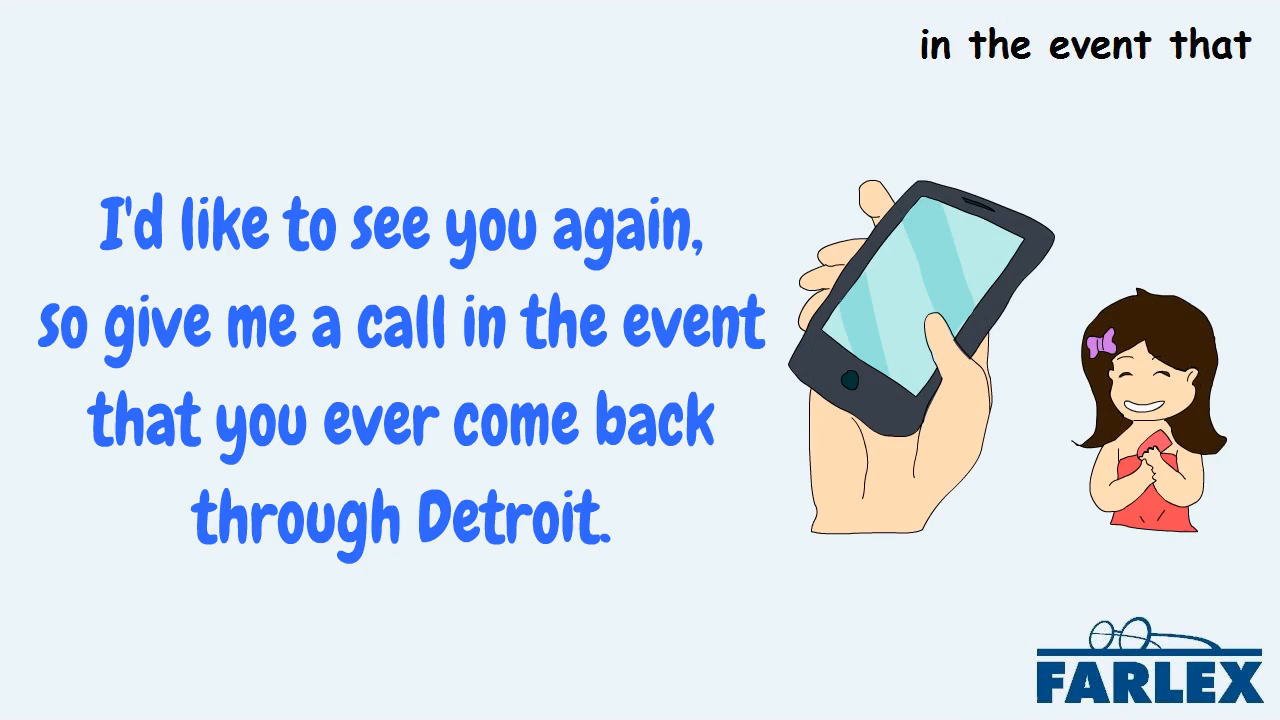 in the event that
I'd like to see you again,
so give me a call in the event
that you ever come back
through Detroit.
FARLEX